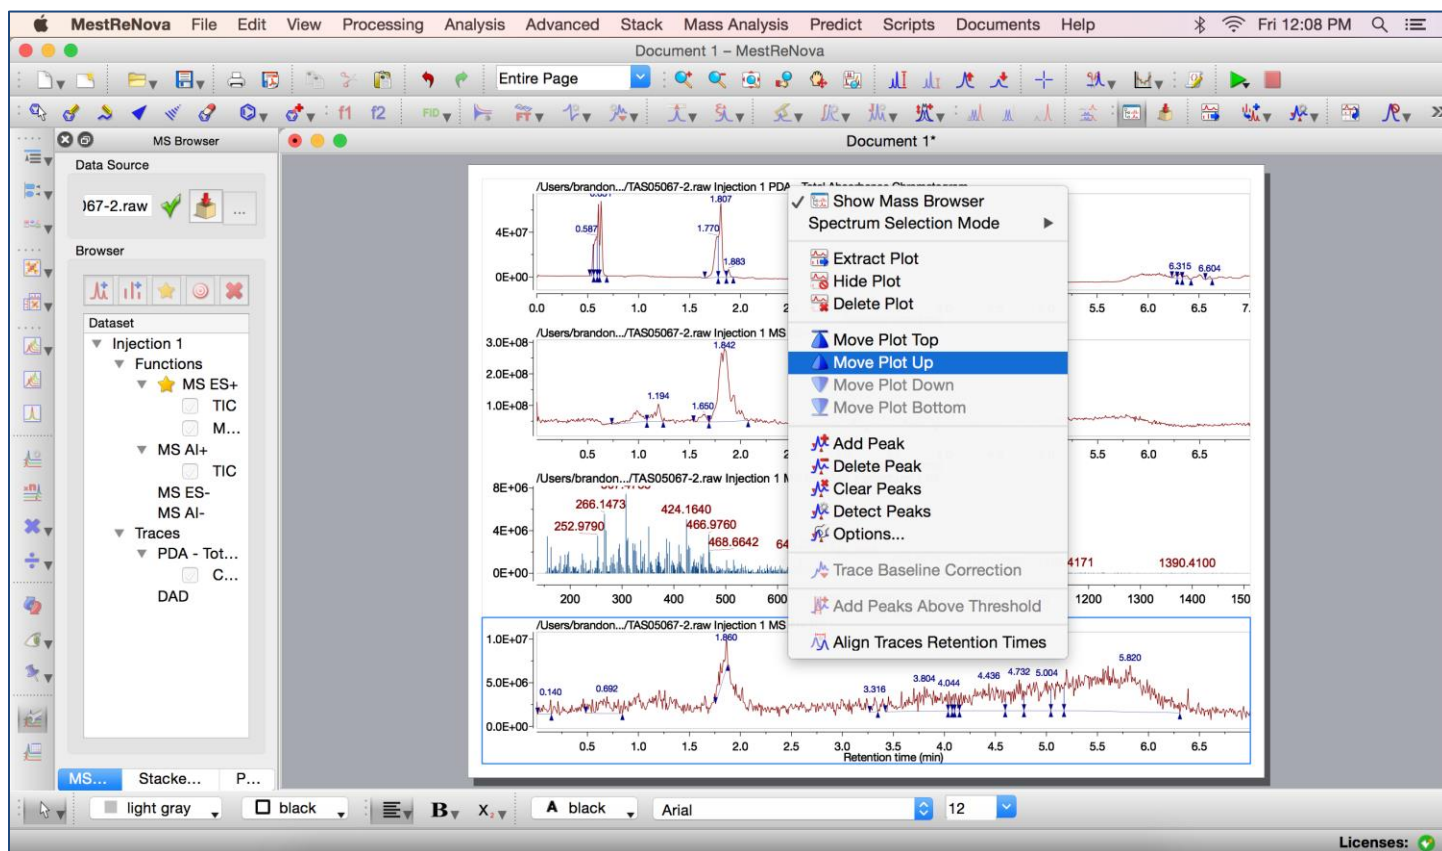 MestReNova File Edit View Processing Analysis Advanced Stack Mass Analysis Predict Scripts Documents Help Fri 12:08 PM
Document 1 – MestReNova
Entire Page
f1 f2 FID FT
MS Browser
Document 1*
Data Source
)67-2.raw ...
Browser
Dataset
Injection 1
Functions
MS ES+
TIC
M...
MS AI+
TIC
MS ES-
MS AI-
Traces
PDA - Tot...
C...
DAD
MS... Stacke... P...
/Users/brandon.../TAS05067-2.raw Injection 1 PDA - Total Absorbance Chromatogram
1.807
4E+07 0.587 1.770
1.883 6.315 6.604
0E+00
0.0 0.5 1.0 1.5 2.0 2 5.5 6.0 6.5 7.
/Users/brandon.../TAS05067-2.raw Injection 1 MS
3.0E+08 1.842
2.0E+08
1.194 1.650
1.0E+08
0.5 1.0 1.5 2.0 2 5.5 6.0 6.5
/Users/brandon.../TAS05067-2.raw Injection 1 M
8E+06
266.1473 424.1640
4E+06 252.9790 466.9760
468.6642 64 4171 1390.4100
0E+00
200 300 400 500 600 1200 1300 1400 150
/Users/brandon.../TAS05067-2.raw Injection 1 MS
1.0E+07 1.860
5.820
5.0E+06 0.140 0.692 3.316 3.804 4.044 4.436 4.732 5.004
0.0E+00
0.5 1.0 1.5 2.0 2.5 3.0 3.5 4.0 4.5 5.0 5.5 6.0 6.5
Retention time (min)
Show Mass Browser
Spectrum Selection Mode
Extract Plot
Hide Plot
Delete Plot
Move Plot Top
Move Plot Up
Move Plot Down
Move Plot Bottom
Add Peak
Delete Peak
Clear Peaks
Detect Peaks
Options...
Trace Baseline Correction
Add Peaks Above Threshold
Align Traces Retention Times
light gray black B X₂ A black Arial 12
Licenses: